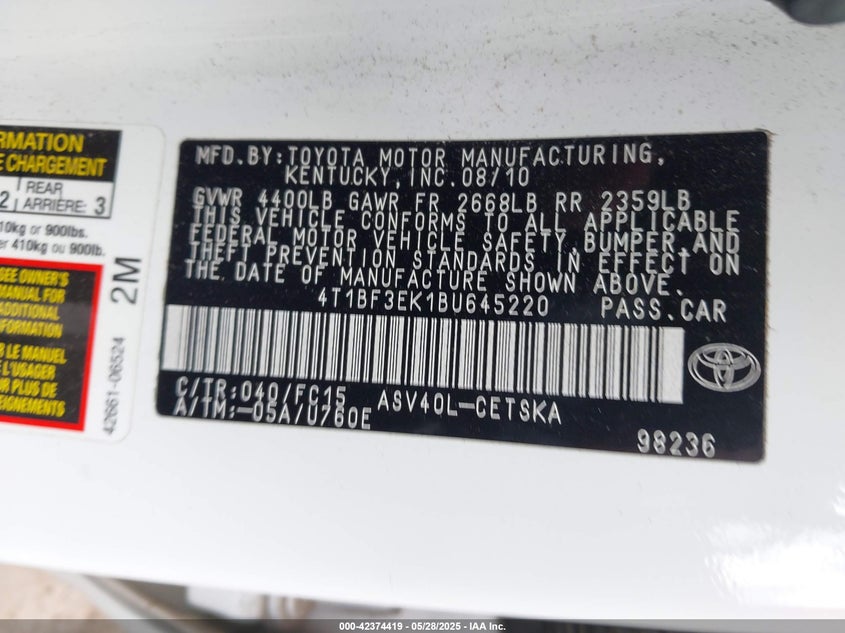 RMATION
E CHARGEMENT
2 REAR
ARRIÈRE: 3
10kg or 900lbs.
er 410kg ou 900lb.
SEE OWNER'S
MANUAL FOR
ADDITIONAL
INFORMATION
R LE MANUEL
L'USAGER
UR PLUS DE
EIGNEMENTS
2M
42661-06524
MFD.BY:TOYOTA MOTOR MANUFACTURING,
KENTUCKY,INC.08/10
GVWR 4400LB GAWR FR 2668LB RR 2359LB
THIS VEHICLE CONFORMS TO ALL APPLICABLE
FEDERAL MOTOR VEHICLE SAFETY,BUMPER,AND
THEFT PREVENTION STANDARDS IN EFFECT ON
THE DATE OF MANUFACTURE SHOWN ABOVE.
4T1BF3EK1BU645220 PASS.CAR
C/TR:040/FC15
A/TM:-05A/U760E
ASV40L-CETSKA
98236
000-42374419 - 05/28/2025 - IAA Inc.